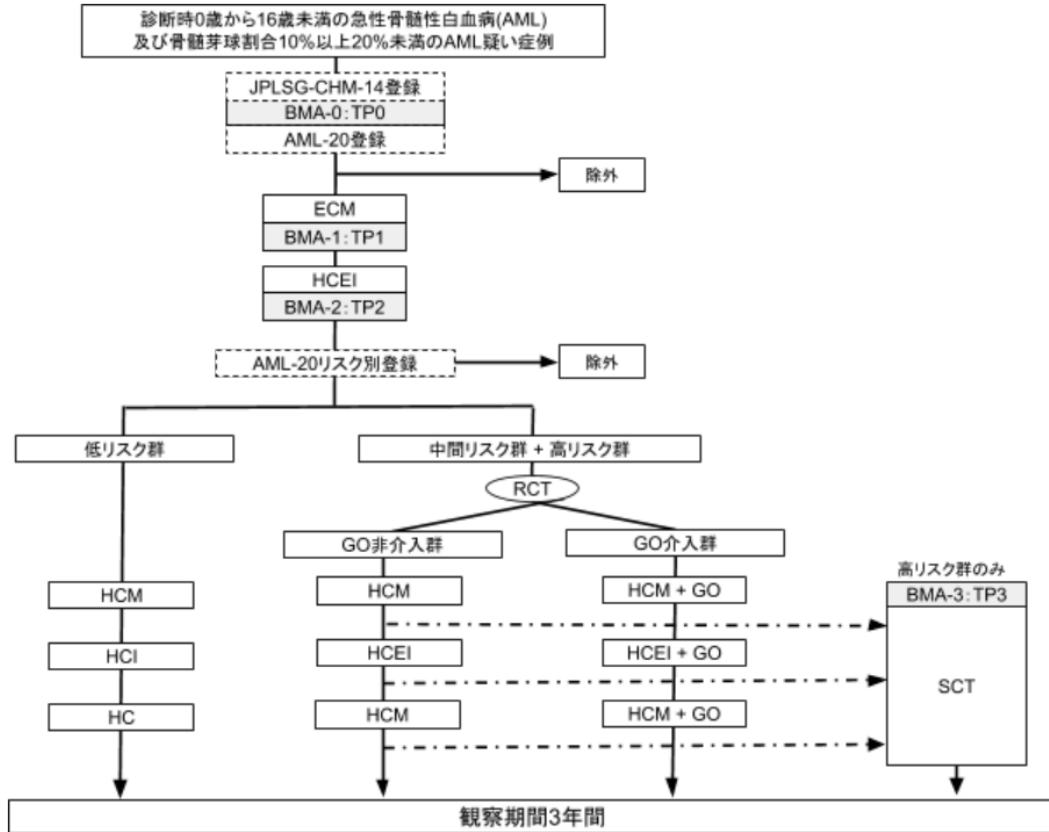 診断時0歳から16歳未満の急性骨髄性白血病(AML)
及び骨髄芽球割合10%以上20%未満のAML疑い症例
JPLSG-CHM-14登録
BMA-0:TP0
AML-20登録
除外
ECM
BMA-1:TP1
HCEI
BMA-2:TP2
AML-20リスク別登録
除外
低リスク群
中間リスク群 + 高リスク群
RCT
GO非介入群
GO介入群
高リスク群のみ
HCM
HCM
HCM + GO
BMA-3:TP3
HCI
HCEI
HCEI + GO
SCT
HC
HCM
HCM + GO
観察期間3年間